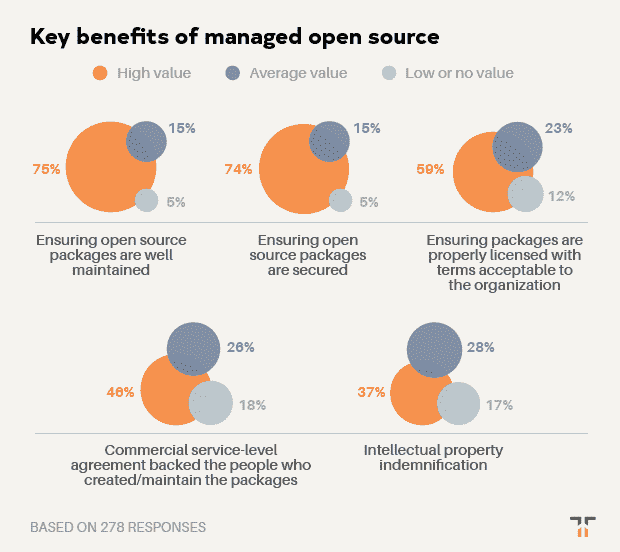 Key benefits of managed open source
High value
Average value
Low or no value
75%
15%
5%
74%
15%
5%
59%
23%
12%
Ensuring open source
packages are well
maintained
Ensuring open
source packages
are secured
Ensuring packages are
properly licensed with
terms acceptable to
the organization
46%
26%
18%
37%
28%
17%
Commercial service-level
agreement backed the people who
created/maintain the packages
Intellectual property
indemnification
BASED ON 278 RESPONSES